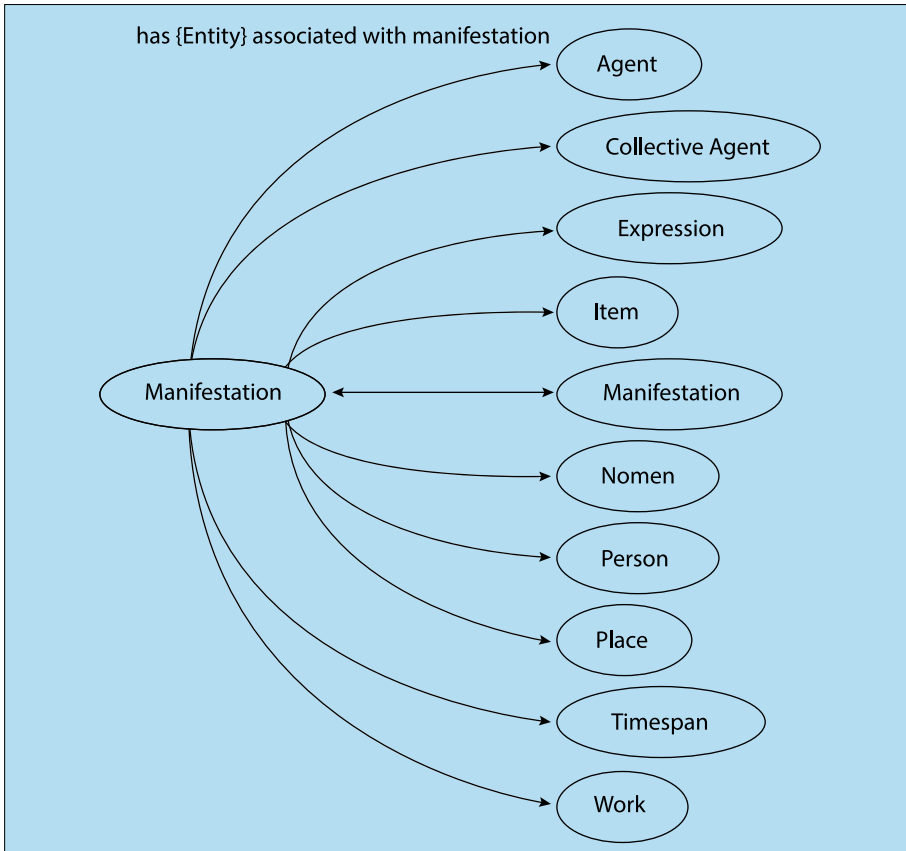 has {Entity} associated with manifestation
Agent
Collective Agent
Expression
Item
Manifestation
Manifestation
Nomen
Person
Place
Timespan
Work